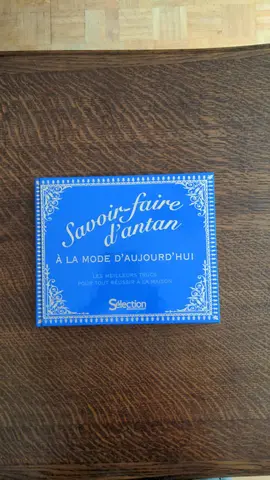 Savoir-faire
d'antan
À LA MODE D'AUJOURD'HUI
LES MEILLEURS TRUCS
POUR TOUT RÉUSSIR À LA MAISON
Sélection